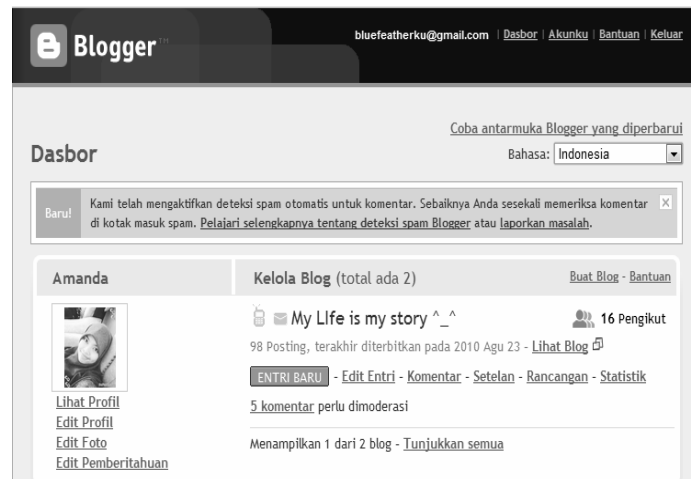 Blogger™
bluefeatherku@gmail.com | Dasbor | Akunku | Bantuan | Keluar
Coba antarmuka Blogger yang diperbarui
Dasbor
Bahasa: Indonesia
Baru!
Kami telah mengaktifkan deteksi spam otomatis untuk komentar. Sebaiknya Anda sesekali memeriksa komentar
di kotak masuk spam. Pelajari selengkapnya tentang deteksi spam Blogger atau laporkan masalah.
Amanda
Lihat Profil
Edit Profil
Edit Foto
Edit Pemberitahuan
Kelola Blog (total ada 2)
Buat Blog - Bantuan
My LIfe is my story ^_^
16 Pengikut
98 Posting, terakhir diterbitkan pada 2010 Agu 23 - Lihat Blog
ENTRI BARU - Edit Entri - Komentar - Setelan - Rancangan - Statistik
5 komentar perlu dimoderasi
Menampilkan 1 dari 2 blog - Tunjukkan semua